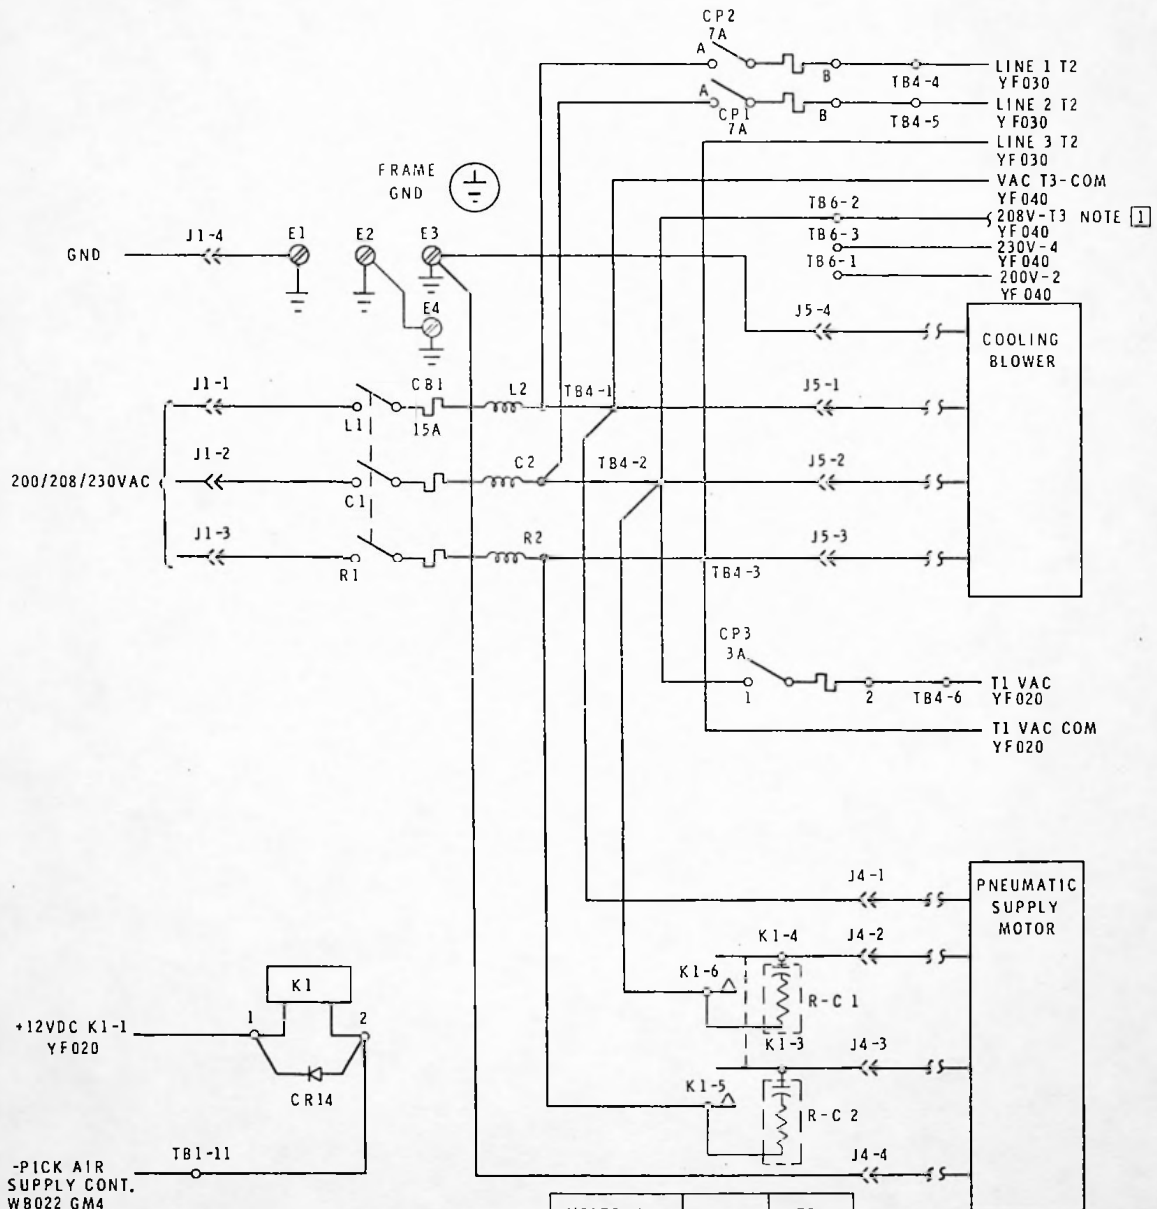 CP2
7A
A
B
TB4-4
LINE 1 T2
YF030
A
CP1
7A
B
TB4-5
LINE 2 T2
YF030
LINE 3 T2
YF030
VAC T3-COM
YF040
TB6-2
208V-T3 NOTE 1
YF040
TB6-3
230V-4
YF040
TB6-1
200V-2
YF040
FRAME
GND
GND
J1-4
E1
E2
E3
E4
J5-4
COOLING
BLOWER
J1-1
L1
CB1
15A
L2
TB4-1
J5-1
200/208/230VAC
J1-2
C1
C2
TB4-2
J5-2
J1-3
R1
R2
TB4-3
J5-3
CP3
3A
1
2
TB4-6
T1 VAC
YF020
T1 VAC COM
YF020
J4-1
PNEUMATIC
SUPPLY
MOTOR
K1-4
J4-2
K1-6
R-C 1
K1-3
J4-3
K1-5
R-C 2
J4-4
K1
+12VDC K1-1
YF020
1
2
CR14
TB1-11
-PICK AIR
SUPPLY CONT.
WB022 GM4